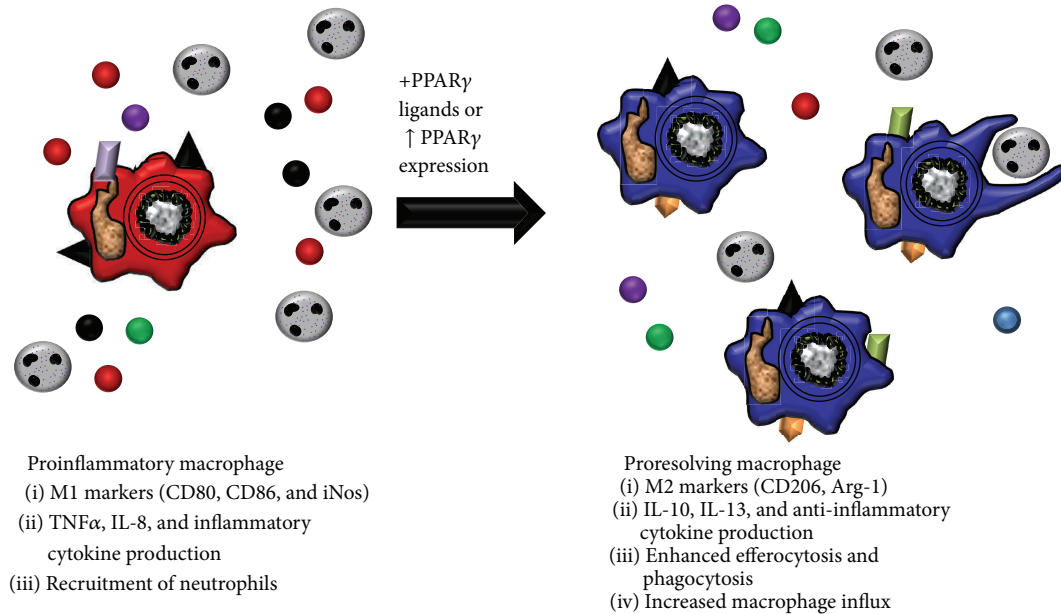 +PPARγ
ligands or
↑ PPARγ
expression
Proinflammatory macrophage
(i) M1 markers (CD80, CD86, and iNos)
(ii) TNFα, IL-8, and inflammatory
cytokine production
(iii) Recruitment of neutrophils
Proresolving macrophage
(i) M2 markers (CD206, Arg-1)
(ii) IL-10, IL-13, and anti-inflammatory
cytokine production
(iii) Enhanced efferocytosis and
phagocytosis
(iv) Increased macrophage influx